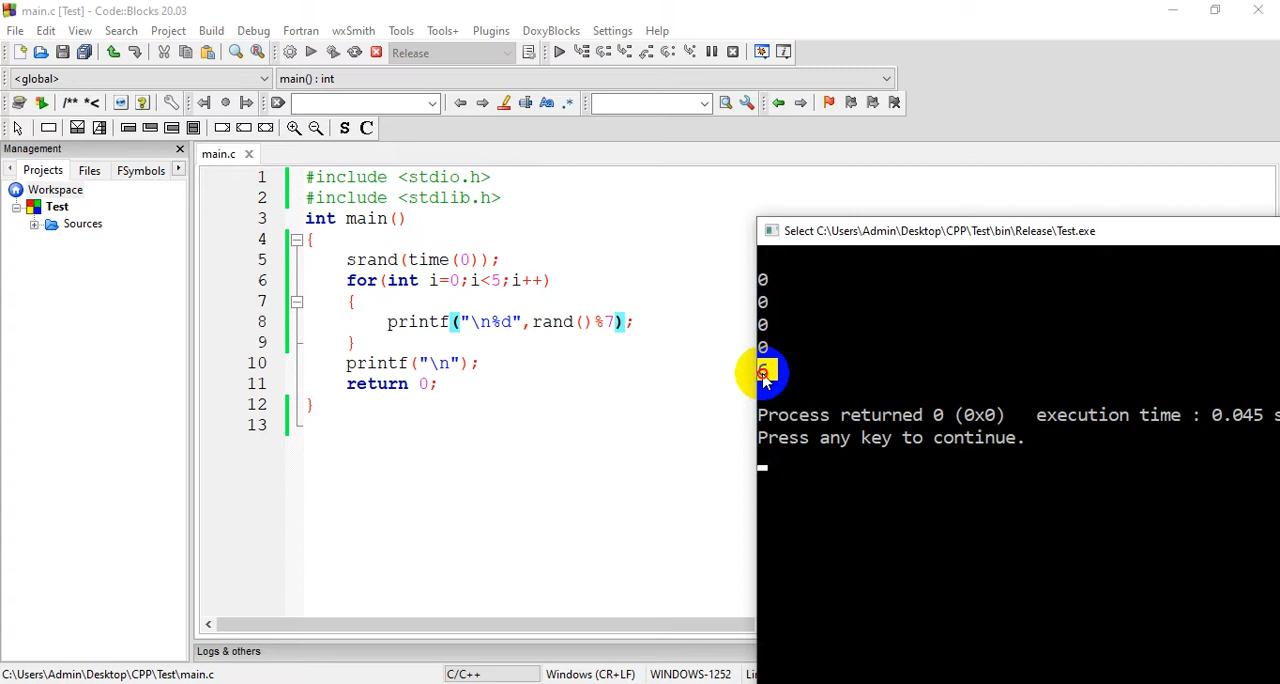 main.c [Test] - Code::Blocks 20.03
File Edit View Search Project Build Debug Fortran wxSmith Tools Tools+ Plugins DoxyBlocks Settings Help
Release
<global> main() : int
/** *<
S C
Management
Projects Files FSymbols
Workspace
Test
Sources
main.c
1 #include <stdio.h>
2 #include <stdlib.h>
3 int main()
4 {
5 srand(time(0));
6 for(int i=0;i<5;i++)
7 {
8 printf("\n%d",rand()%7);
9 }
10 printf("\n");
11 return 0;
12 }
13
Select C:\Users\Admin\Desktop\CPP\Test\bin\Release\Test.exe
0
0
0
0
6
Process returned 0 (0x0) execution time : 0.045 s
Press any key to continue.
Logs & others
C:\Users\Admin\Desktop\CPP\Test\main.c C/C++ Windows (CR+LF) WINDOWS-1252